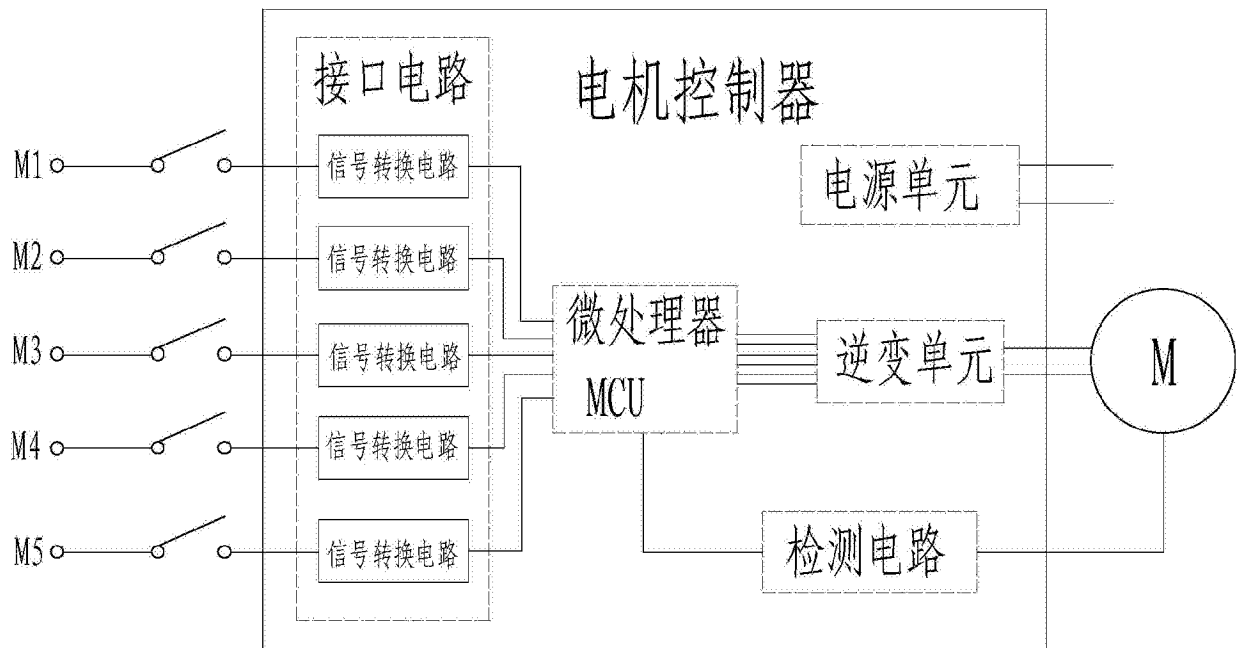 接口电路
电机控制器
M1
信号转换电路
电源单元
M2
信号转换电路
M3
信号转换电路
微处理器
MCU
逆变单元
M
M4
信号转换电路
M5
信号转换电路
检测电路